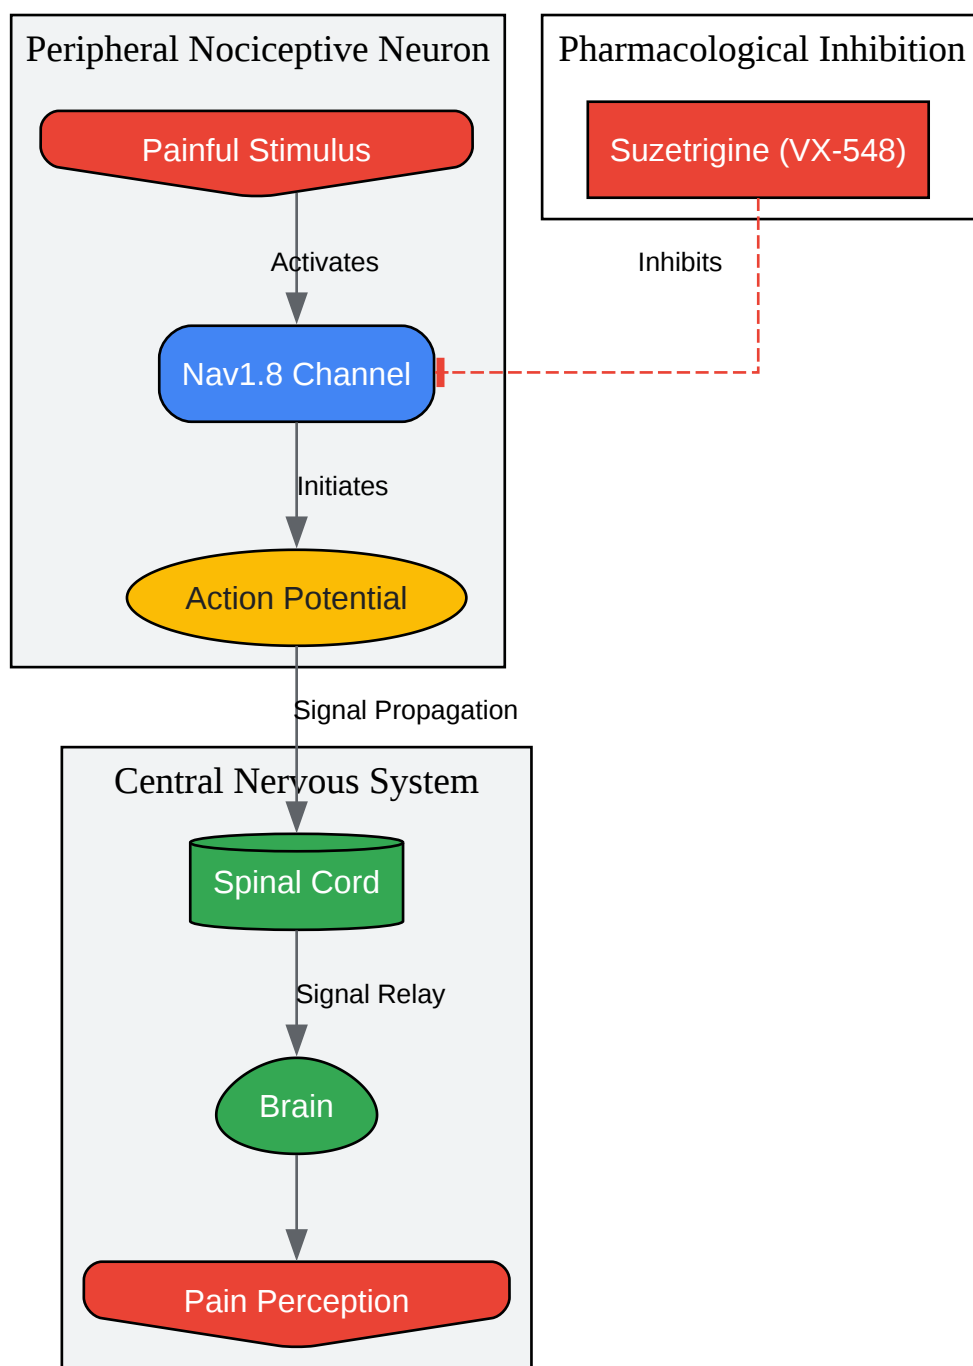 Peripheral Nociceptive Neuron
Painful Stimulus
Activates
Nav1.8 Channel
Initiates
Action Potential
Pharmacological Inhibition
Suzetrigine (VX-548)
Inhibits
Signal Propagation
Central Nervous System
Spinal Cord
Signal Relay
Brain
Pain Perception